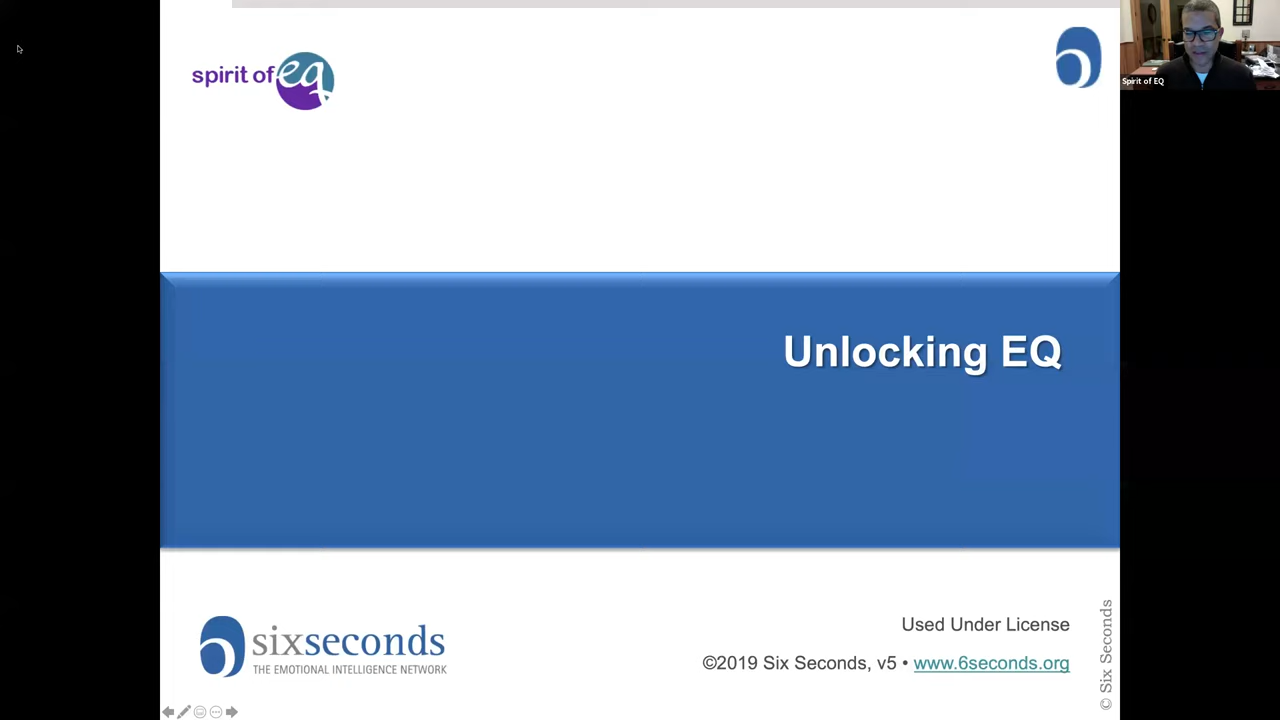 spirit of eq
Spirit of EQ
Unlocking EQ
sixseconds
THE EMOTIONAL INTELLIGENCE NETWORK
Used Under License
©2019 Six Seconds, v5 • www.6seconds.org
© Six Seconds